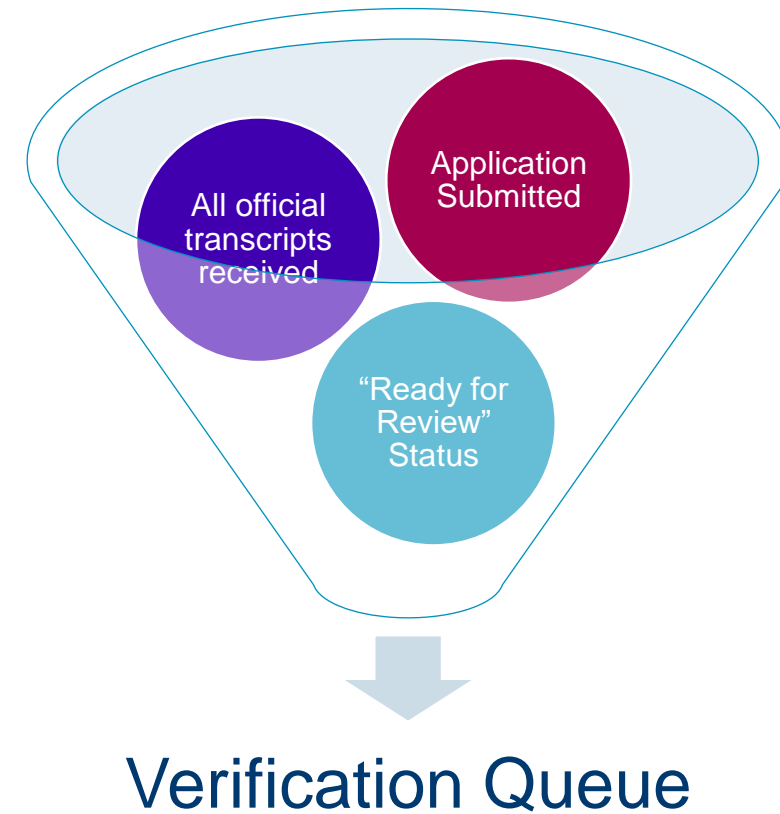 Application
Submitted
All official
transcripts
received
“Ready for
Review”
Status
Verification Queue